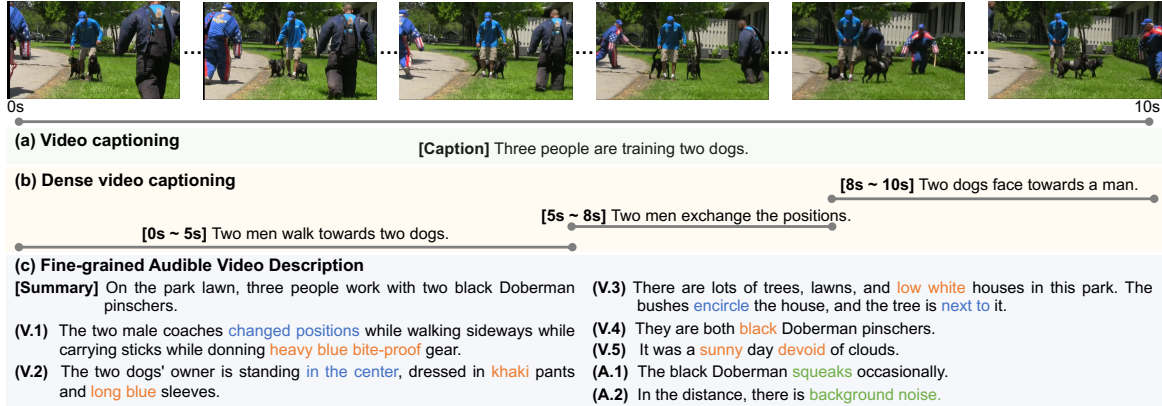 ... ... ... ... ...
0s 10s
(a) Video captioning
[Caption] Three people are training two dogs.
(b) Dense video captioning
[8s ~ 10s] Two dogs face towards a man.
[5s ~ 8s] Two men exchange the positions.
[0s ~ 5s] Two men walk towards two dogs.
(c) Fine-grained Audible Video Description
[Summary] On the park lawn, three people work with two black Doberman
pinschers.
(V.1) The two male coaches changed positions while walking sideways while
carrying sticks while donning heavy blue bite-proof gear.
(V.2) The two dogs' owner is standing in the center, dressed in khaki pants
and long blue sleeves.
(V.3) There are lots of trees, lawns, and low white houses in this park. The
bushes encircle the house, and the tree is next to it.
(V.4) They are both black Doberman pinschers.
(V.5) It was a sunny day devoid of clouds.
(A.1) The black Doberman squeaks occasionally.
(A.2) In the distance, there is background noise.